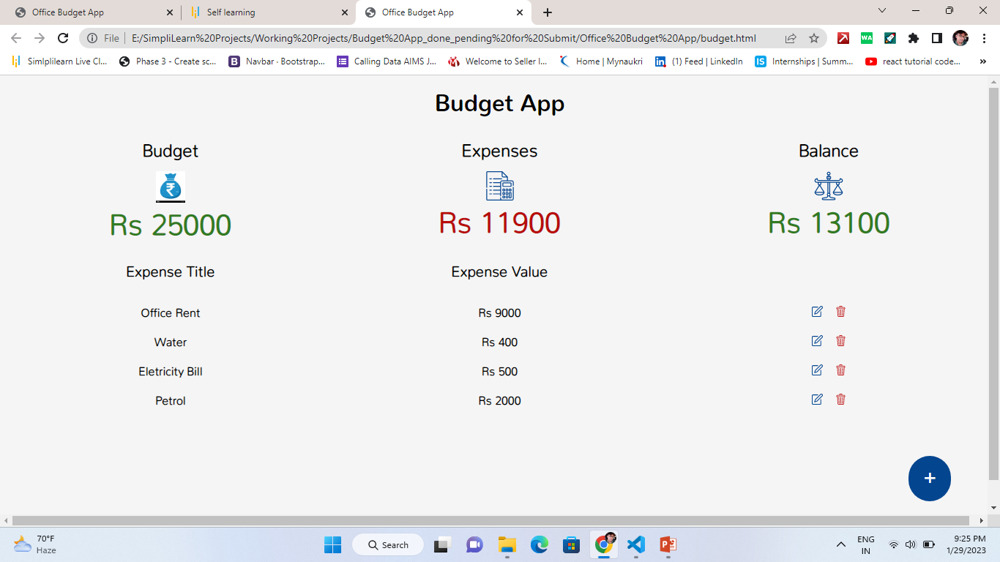 Office Budget App
Self learning
Office Budget App
File
E:/SimpliLearn%20Projects/Working%20Projects/Budget%20App_done_pending%20for%20Submit/Office%20Budget%20App/budget.html
WA
Simlplilearn Live Cl...
Phase 3 - Create sc...
B
Navbar · Bootstrap...
Calling Data AIMS J...
Welcome to Seller I...
Home | Mynaukri
in
(1) Feed | LinkedIn
IS
Internships | Summ...
react tutorial code...
»
Budget App
Budget Expenses Balance
₹
Rs 25000 Rs 11900 Rs 13100
Expense Title Expense Value
Office Rent Rs 9000
Water Rs 400
Eletricity Bill Rs 500
Petrol Rs 2000
+
70°F
Haze
Search
ENG
IN
9:25 PM
1/29/2023